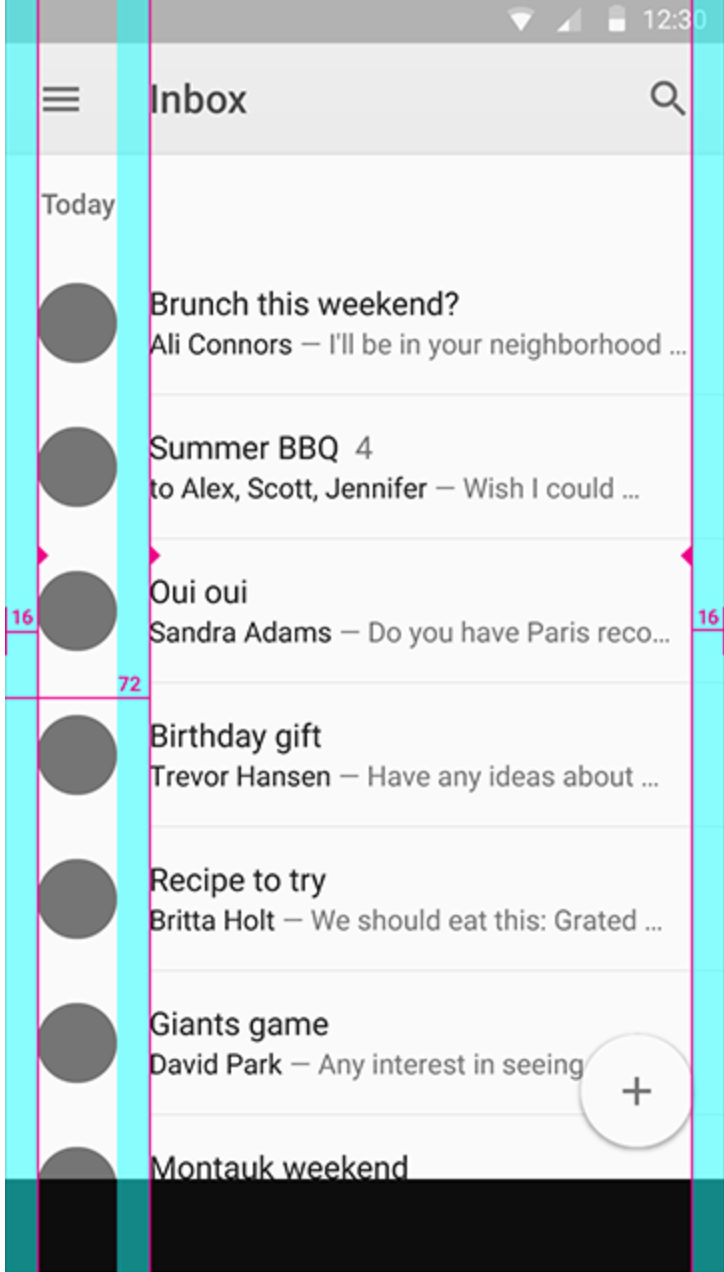 12:30
Inbox
Today
Brunch this weekend?
Ali Connors — I'll be in your neighborhood ...
Summer BBQ 4
to Alex, Scott, Jennifer — Wish I could ...
Oui oui
16
Sandra Adams — Do you have Paris reco...
16
72
Birthday gift
Trevor Hansen — Have any ideas about ...
Recipe to try
Britta Holt — We should eat this: Grated ...
Giants game
David Park — Any interest in seeing
+
Montauk weekend